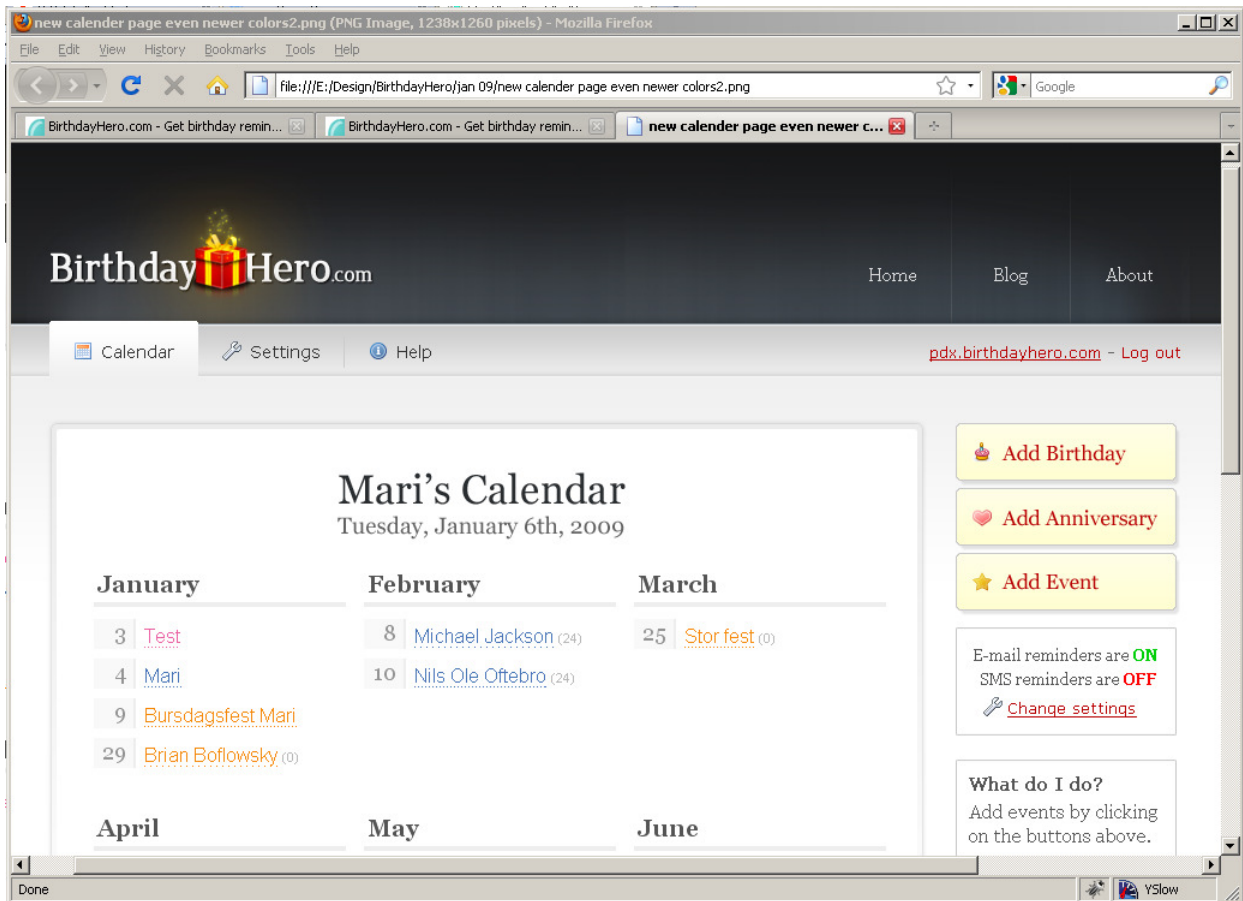 new calender page even newer colors2.png (PNG Image, 1238x1260 pixels) - Mozilla Firefox
File Edit View History Bookmarks Tools Help
file:///E:/Design/BirthdayHero/jan 09/new calender page even newer colors2.png
Google
BirthdayHero.com - Get birthday remin...
BirthdayHero.com - Get birthday remin...
new calender page even newer c...
BirthdayHero.com
Home Blog About
Calendar Settings Help
pdx.birthdayhero.com - Log out
Mari's Calendar
Tuesday, January 6th, 2009
January
3 Test
4 Mari
9 Bursdagsfest Mari
29 Brian Boflowsky (0)
February
8 Michael Jackson (24)
10 Nils Ole Oftebro (24)
March
25 Stor fest (0)
April
May
June
Add Birthday
Add Anniversary
Add Event
E-mail reminders are ON
SMS reminders are OFF
Change settings
What do I do?
Add events by clicking
on the buttons above.
Done
YSlow